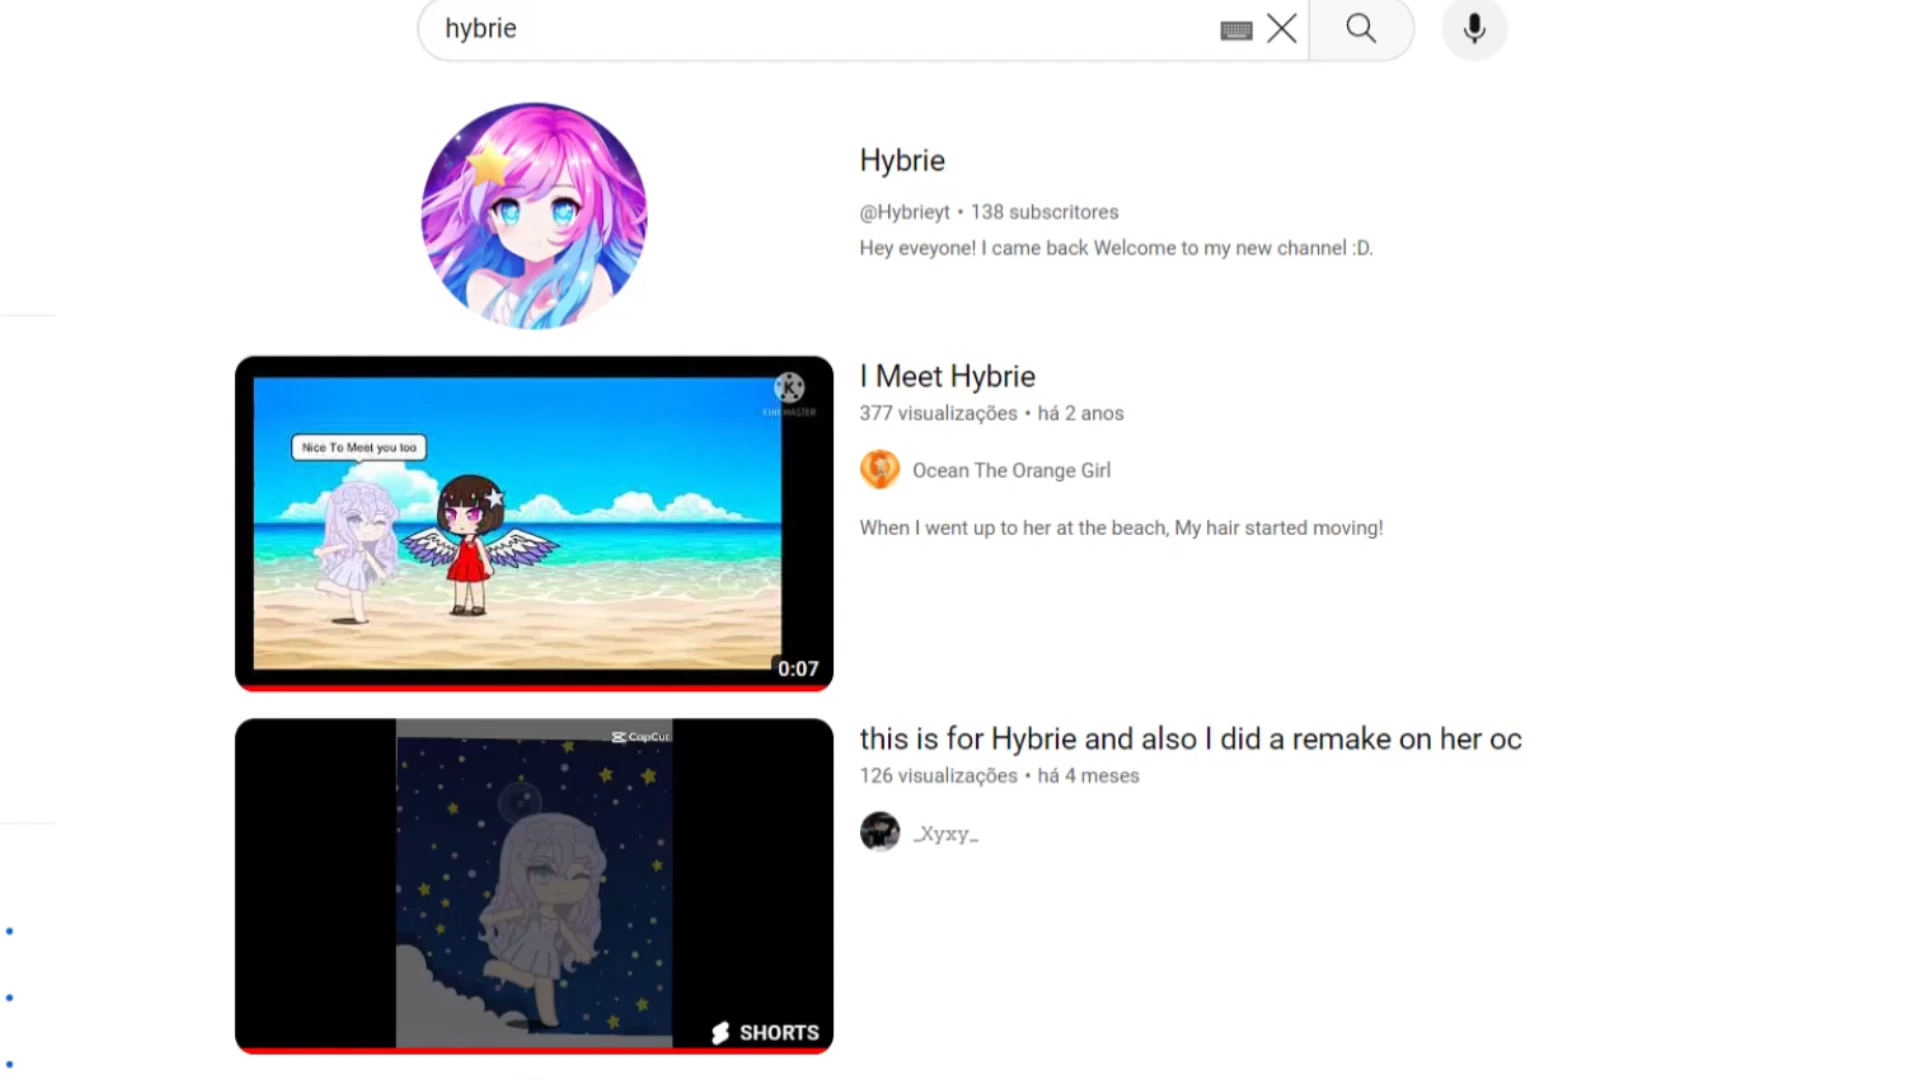 hybrie
Hybrie
@Hybrieyt • 138 subscritores
Hey eveyone! I came back Welcome to my new channel :D.
I Meet Hybrie
377 visualizações • há 2 anos
Ocean The Orange Girl
When I went up to her at the beach, My hair started moving!
K
KINEMASTER
Nice To Meet you too
0:07
this is for Hybrie and also I did a remake on her oc
126 visualizações • há 4 meses
_Xyxy_
CapCut
SHORTS